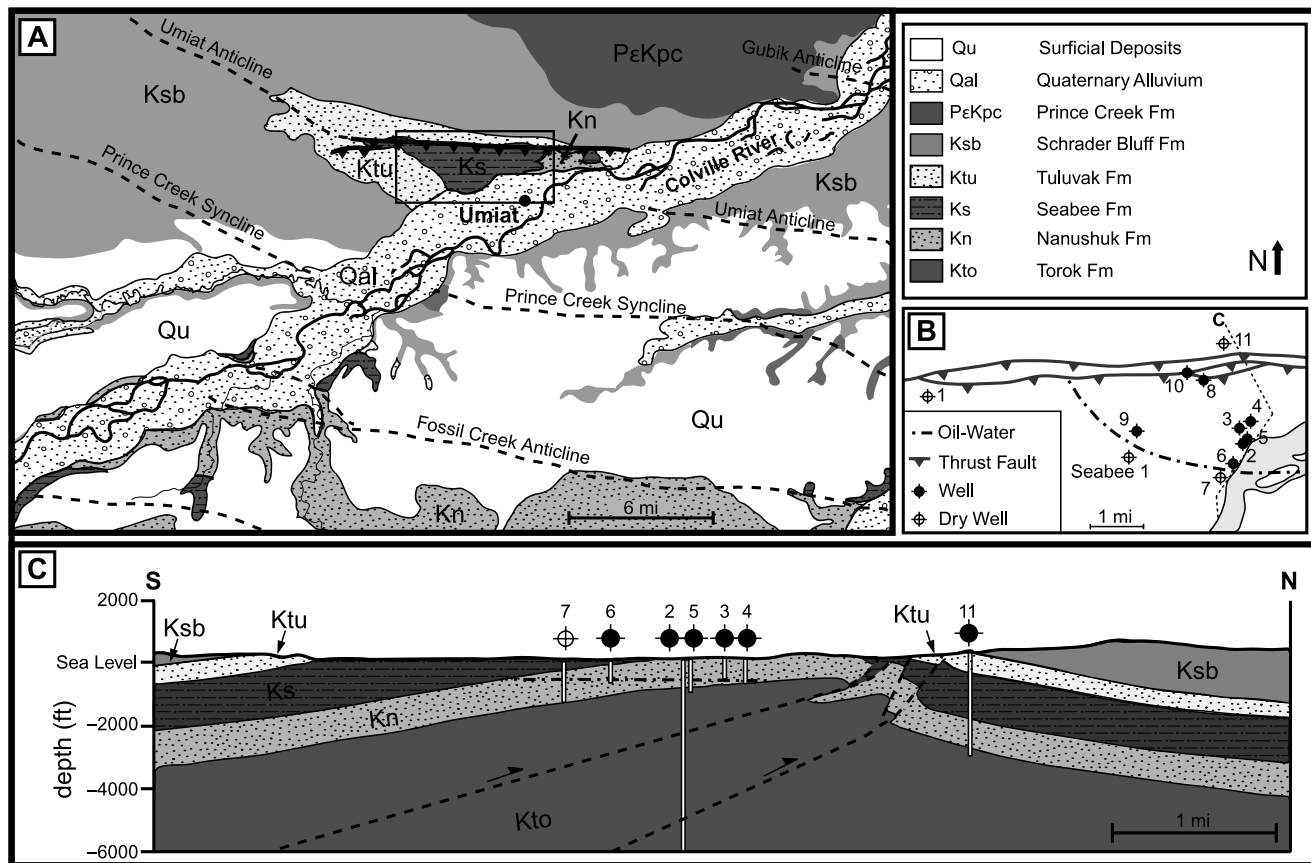 A
Umiat Anticline
Ksb
PɛKpc
Gubik Anticline
Kn
Prince Creek Syncline
Ktu
Ks
Colville River
Ksb
Umiat
Umiat Anticline
Qal
Prince Creek Syncline
Qu
Qu
Fossil Creek Anticline
Kn
6 mi
Qu Surficial Deposits
Qal Quaternary Alluvium
PɛKpc Prince Creek Fm
Ksb Schrader Bluff Fm
Ktu Tuluvak Fm
Ks Seabee Fm
Kn Nanushuk Fm
Kto Torok Fm
N
B
C
11
10
8
1
9
3
4
5
2
6
7
Seabee 1
Oil-Water
Thrust Fault
Well
Dry Well
1 mi
C
S
N
2000
Sea Level
−2000
−4000
−6000
depth (ft)
Ksb
Ktu
7
6
2
5
3
4
Ktu
11
Ksb
Ks
Kn
Kto
1 mi